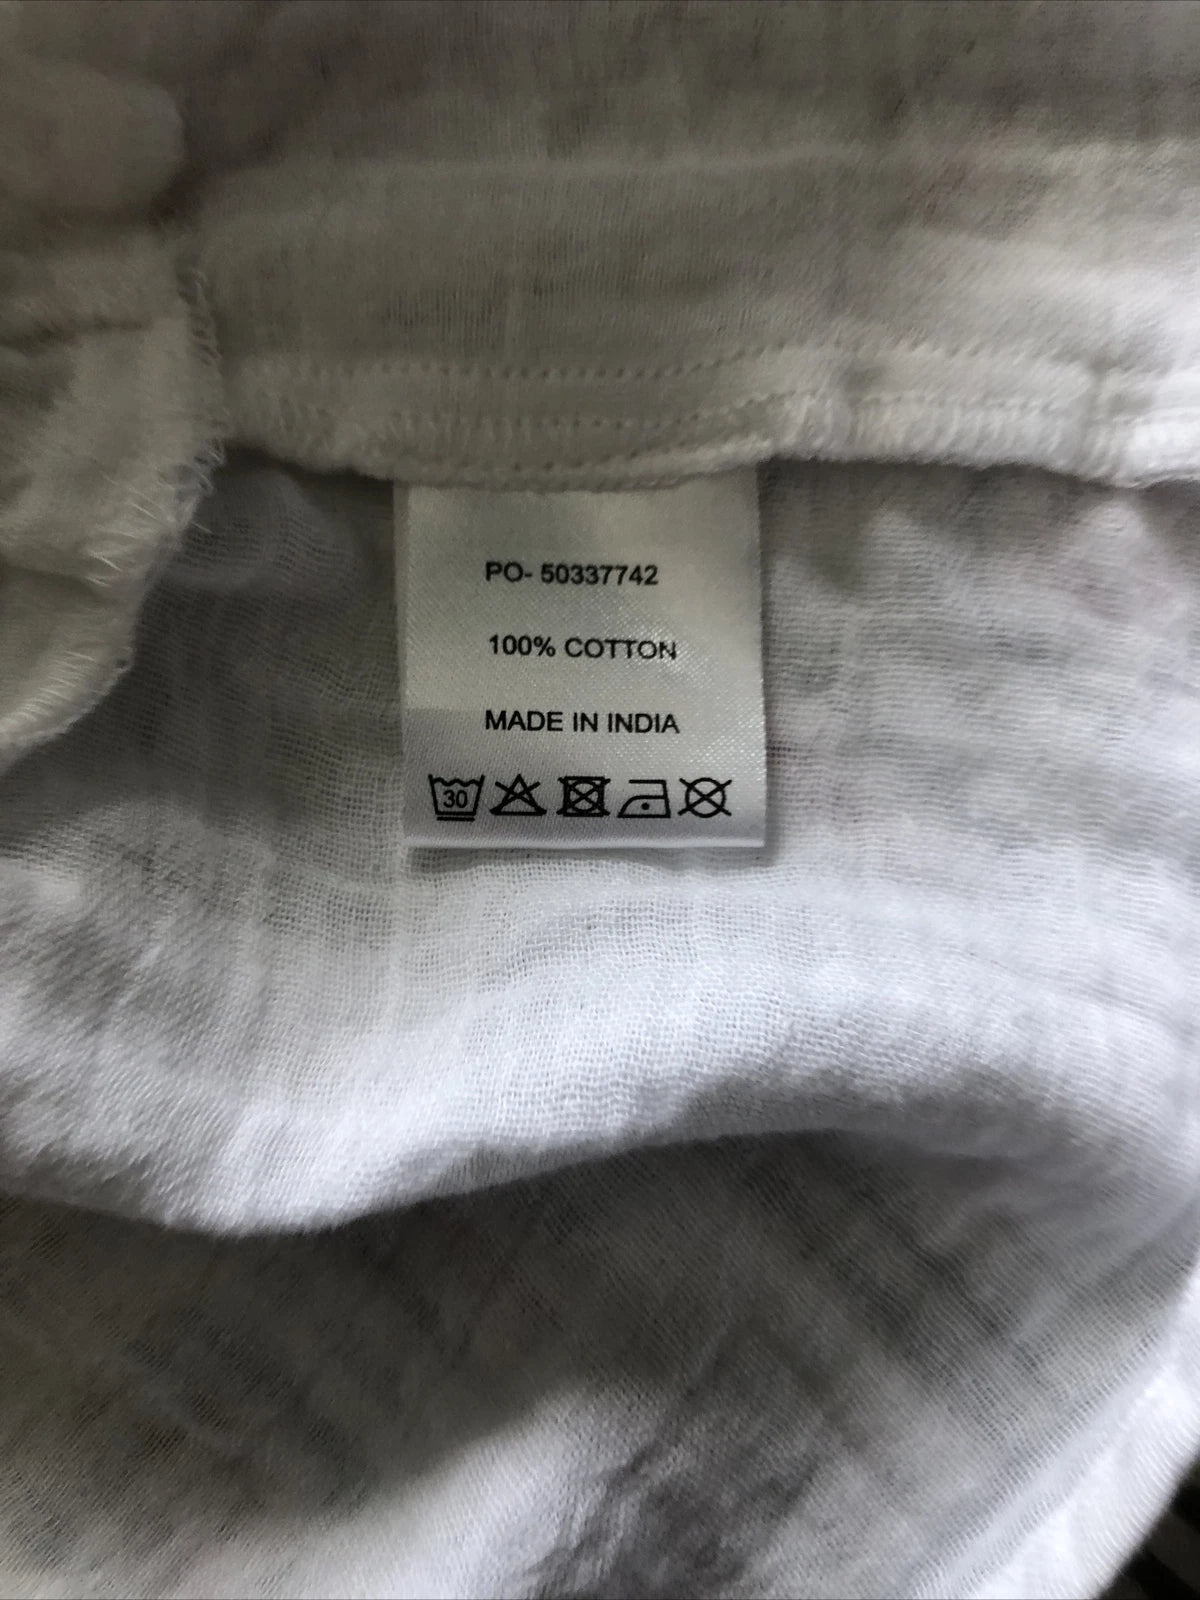 PO- 50337742
100% COTTON
MADE IN INDIA
30